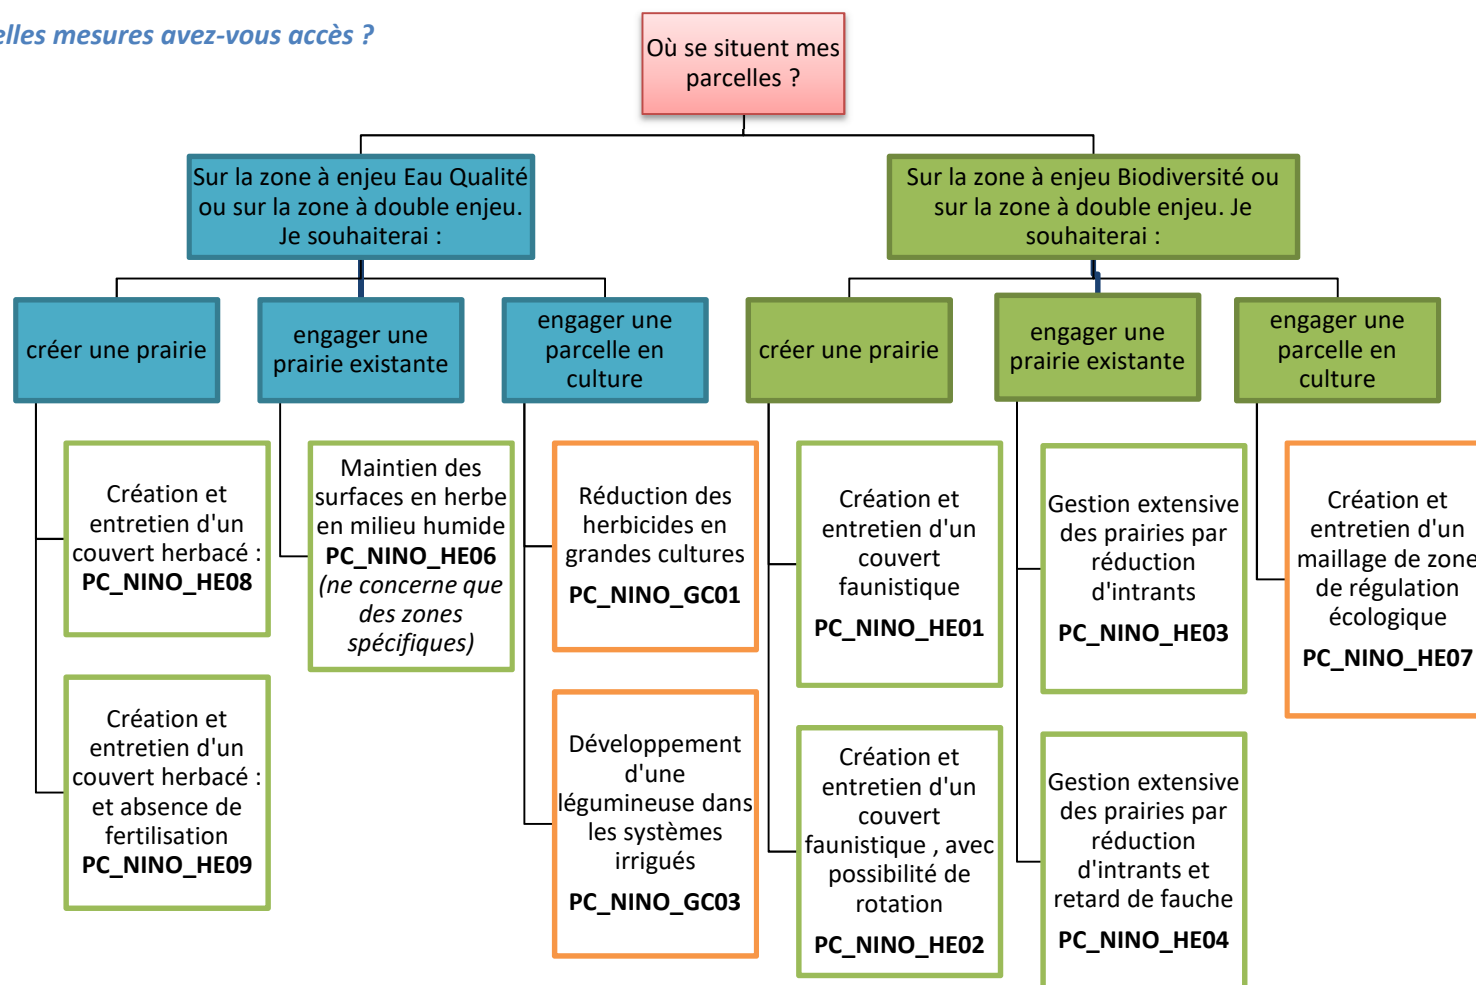 elles mesures avez-vous accès ?
Où se situent mes
parcelles ?
Sur la zone à enjeu Eau Qualité
ou sur la zone à double enjeu.
Je souhaiterai :
Sur la zone à enjeu Biodiversité ou
sur la zone à double enjeu. Je
souhaiterai :
créer une prairie
engager une
prairie existante
engager une
parcelle en
culture
créer une prairie
engager une
prairie existante
engager une
parcelle en
culture
Création et
entretien d'un
couvert herbacé :
PC_NINO_HE08
Création et
entretien d'un
couvert herbacé :
et absence de
fertilisation
PC_NINO_HE09
Maintien des
surfaces en herbe
en milieu humide
PC_NINO_HE06
(ne concerne que
des zones
spécifiques)
Réduction des
herbicides en
grandes cultures
PC_NINO_GC01
Développement
d'une
légumineuse dans
les systèmes
irrigués
PC_NINO_GC03
Création et
entretien d'un
couvert
faunistique
PC_NINO_HE01
Création et
entretien d'un
couvert
faunistique , avec
possibilité de
rotation
PC_NINO_HE02
Gestion extensive
des prairies par
réduction
d'intrants
PC_NINO_HE03
Gestion extensive
des prairies par
réduction
d'intrants et
retard de fauche
PC_NINO_HE04
Création et
entretien d'un
maillage de zone
de régulation
écologique
PC_NINO_HE07